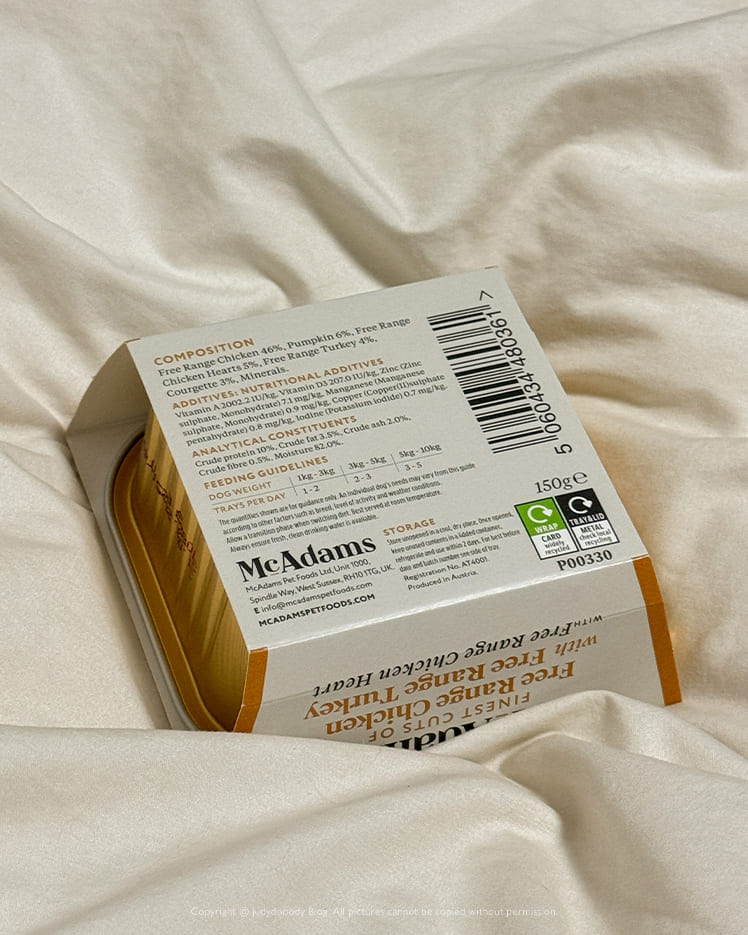 COMPOSITION
Free Range Chicken 46%, Pumpkin 6%, Free Range
Chicken Hearts 5%, Free Range Turkey 4%,
Courgette 3%, Minerals.
ADDITIVES: NUTRITIONAL ADDITIVES
Vitamin A 2002.2 IU/kg, Vitamin D3 207.0 IU/kg, Zinc (Zinc
sulphate, Monohydrate) 7.1 mg/kg, Manganese (Manganese
sulphate, Monohydrate) 0.9 mg/kg, Copper (Copper(II)sulphate
pentahydrate) 0.8 mg/kg, Iodine (Potassium iodide) 0.7 mg/kg.
ANALYTICAL CONSTITUENTS
Crude protein 10%, Crude fat 3.5%, Crude ash 2.0%,
Crude fibre 0.5%, Moisture 82.0%.
FEEDING GUIDELINES
DOG WEIGHT 1kg - 3kg 3kg - 5kg 5kg - 10kg
TRAYS PER DAY 1 - 2 2 - 3 3 - 5
The quantities shown are for guidance only. An individual dog's needs may vary from this guide
according to other factors such as breed, level of activity and weather conditions.
Allow a transition phase when switching diet. Best served at room temperature.
Always ensure fresh, clean drinking water is available.
McAdams
McAdams Pet Foods Ltd, Unit 1000,
Spindle Way, West Sussex, RH10 1TG, UK.
E info@mcadamspetfoods.com
MCADAMSPETFOODS.COM
STORAGE
Store unopened in a cool, dry place. Once opened,
keep unused contents in a lidded container,
refrigerate and use within 2 days. For best before
date and batch number see side of tray.
Registration No. AT4001.
Produced in Austria.
5 060434 480361 >
150g℮
WRAP
CARD
widely
recycled
TRAY&LID
METAL
check local
recycling
P00330
McAdams
FINEST CUTS OF
Free Range Chicken
with Free Range Turkey
WITH Free Range Chicken Heart
Copyright ⓒ judydoody Blog. All pictures cannot be copied without permission.